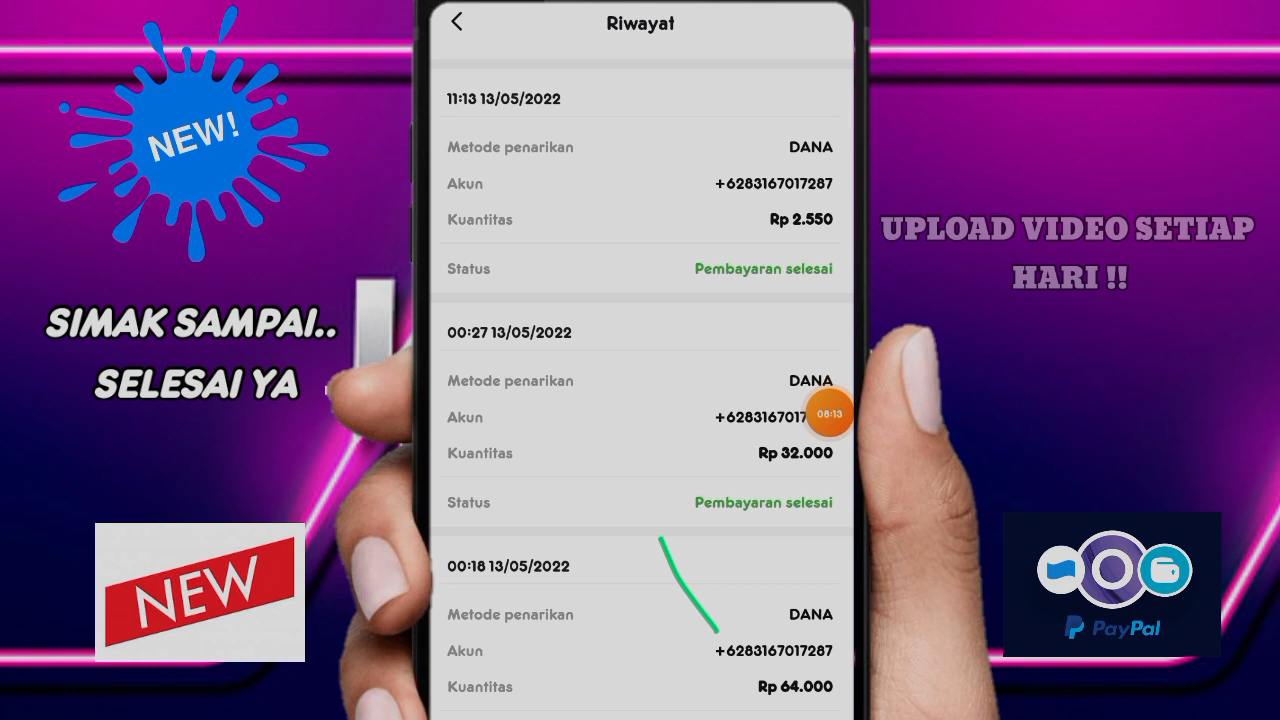 NEW!
SIMAK SAMPAI..
SELESAI YA
NEW
Riwayat
11:13 13/05/2022
Metode penarikan DANA
Akun +6283167017287
Kuantitas Rp 2.550
Status Pembayaran selesai
00:27 13/05/2022
Metode penarikan DANA
Akun +628316701
08:13
Kuantitas Rp 32.000
Status Pembayaran selesai
00:18 13/05/2022
Metode penarikan DANA
Akun +6283167017287
Kuantitas Rp 64.000
UPLOAD VIDEO SETIAP
HARI !!
PayPal